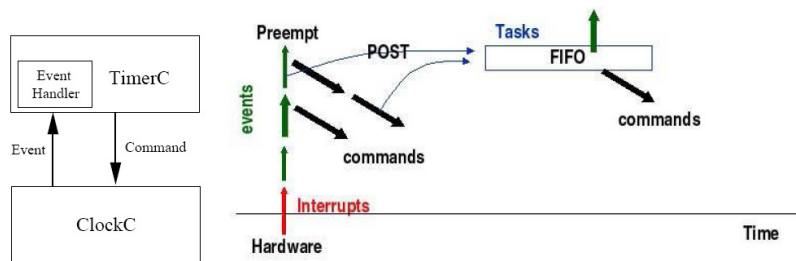 Event
Handler
TimerC
Event
Command
ClockC
Preempt
POST
Tasks
FIFO
events
commands
commands
Interrupts
Hardware
Time